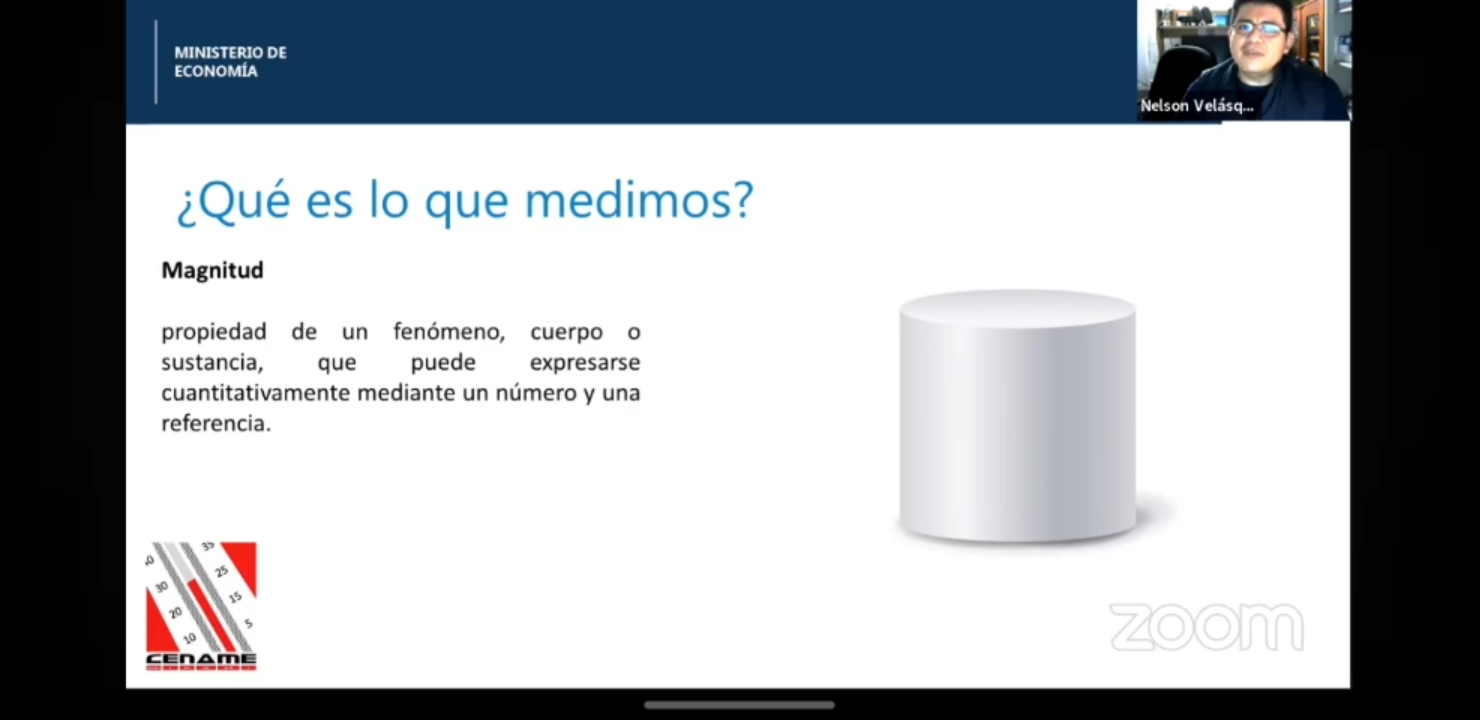 MINISTERIO DE
ECONOMÍA
Nelson Velásq...
¿Qué es lo que medimos?
Magnitud
propiedad de un fenómeno, cuerpo o
sustancia, que puede expresarse
cuantitativamente mediante un número y una
referencia.
35
25
15
5
30
20
10
CENAME
zoom